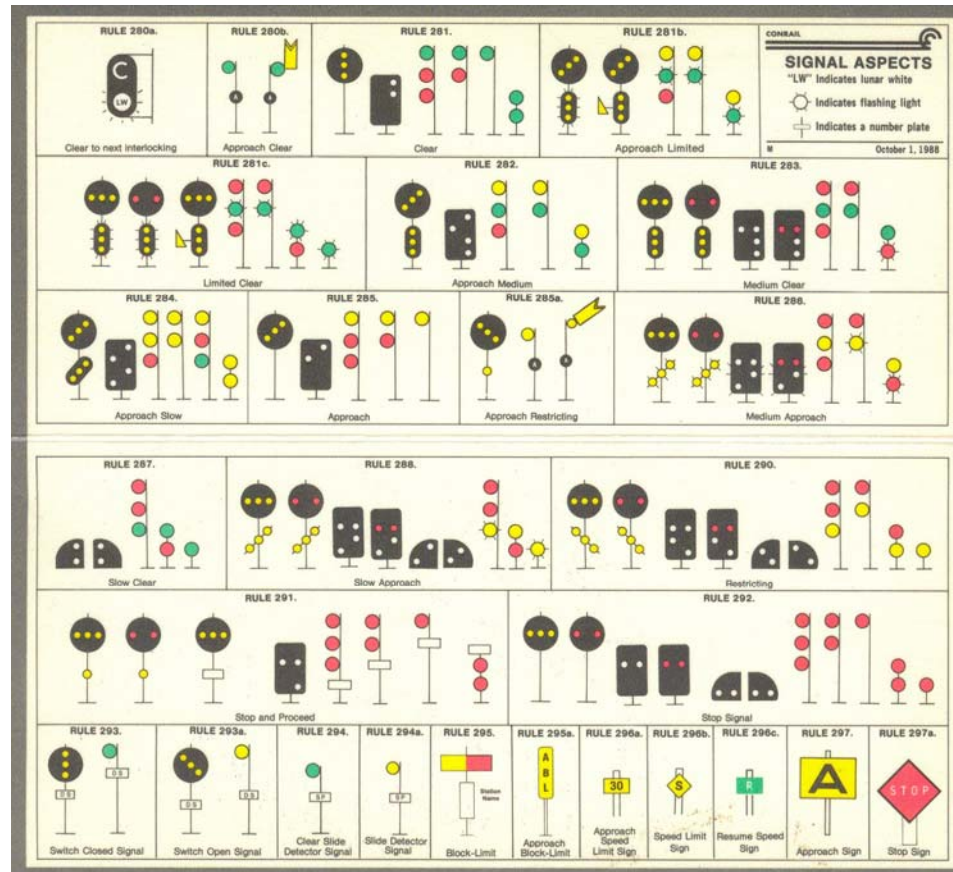 RULE 280a.
C
LW
Clear to next interlocking
RULE 280b.
A
A
Approach Clear
RULE 281.
Clear
RULE 281b.
Approach Limited
CONRAIL
SIGNAL ASPECTS
"LW" Indicates lunar white
Indicates flashing light
Indicates a number plate
M
October 1, 1988
RULE 281c.
Limited Clear
RULE 282.
Approach Medium
RULE 283.
Medium Clear
RULE 284.
Approach Slow
RULE 285.
Approach
RULE 285a.
A
A
Approach Restricting
RULE 286.
Medium Approach
RULE 287.
Slow Clear
RULE 288.
Slow Approach
RULE 290.
Restricting
RULE 291.
Stop and Proceed
RULE 292.
Stop Signal
RULE 293.
DS
DS
Switch Closed Signal
RULE 293a.
DS
DS
Switch Open Signal
RULE 294.
SP
Clear Slide
Detector Signal
RULE 294a.
SP
Slide Detector
Signal
RULE 295.
Station
Name
Block-Limit
RULE 295a.
A
B
L
Approach
Block-Limit
RULE 296a.
30
Approach
Speed
Limit Sign
RULE 296b.
S
Speed Limit
Sign
RULE 296c.
R
Resume Speed
Sign
RULE 297.
A
Approach Sign
RULE 297a.
STOP
Stop Sign